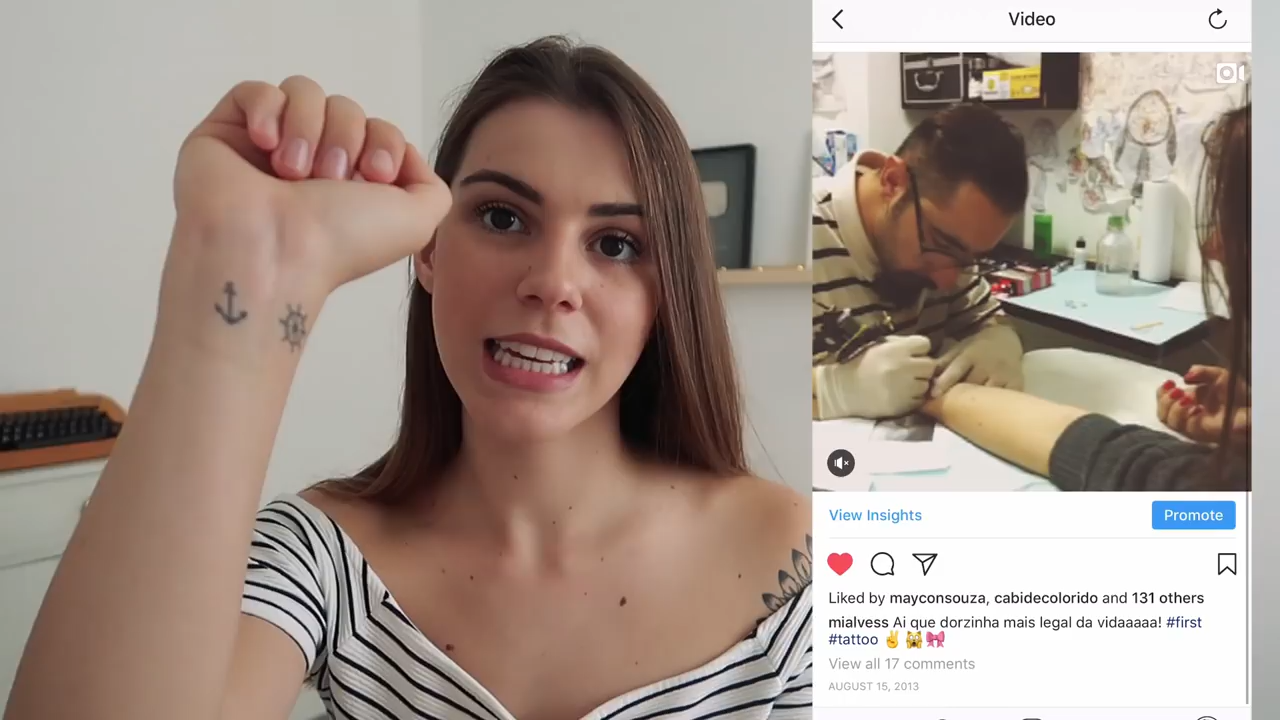 Video
View Insights
Promote
Liked by mayconsouza, cabidecolorido and 131 others
mialvess Ai que dorzinha mais legal da vidaaaaa! #first
#tattoo ✌️🙀🎀
View all 17 comments
AUGUST 15, 2013